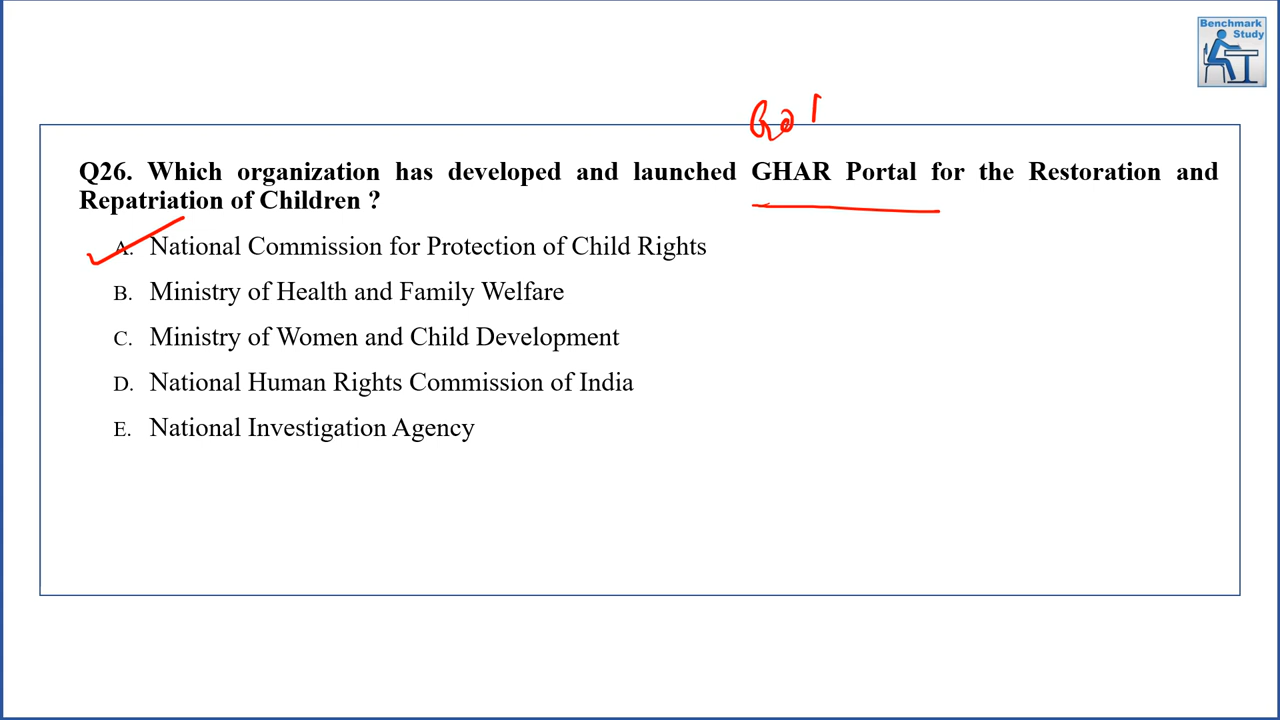 Benchmark
Study
Q26. Which organization has developed and launched GHAR Portal for the Restoration and
Repatriation of Children ?
A. National Commission for Protection of Child Rights
B. Ministry of Health and Family Welfare
C. Ministry of Women and Child Development
D. National Human Rights Commission of India
E. National Investigation Agency